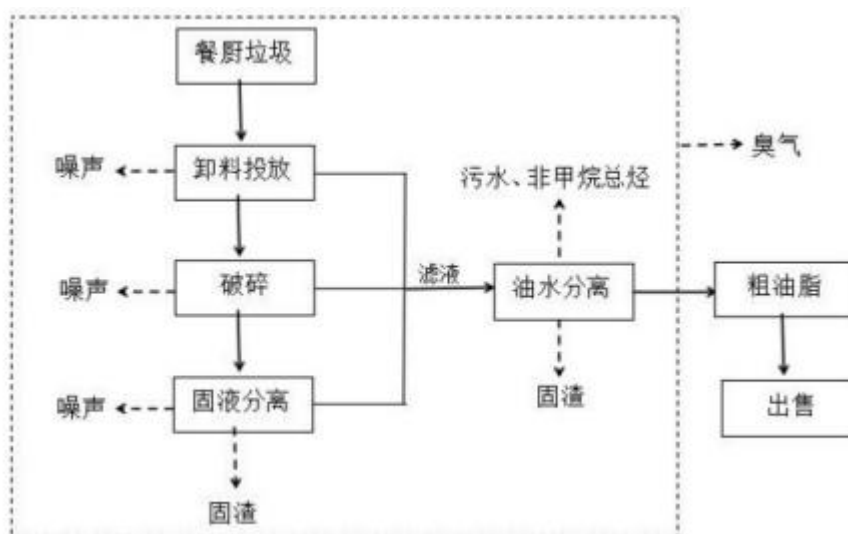 餐厨垃圾
臭气
噪声
卸料投放
污水、非甲烷总烃
噪声
破碎
滤液
油水分离
粗油脂
噪声
固液分离
固渣
出售
固渣